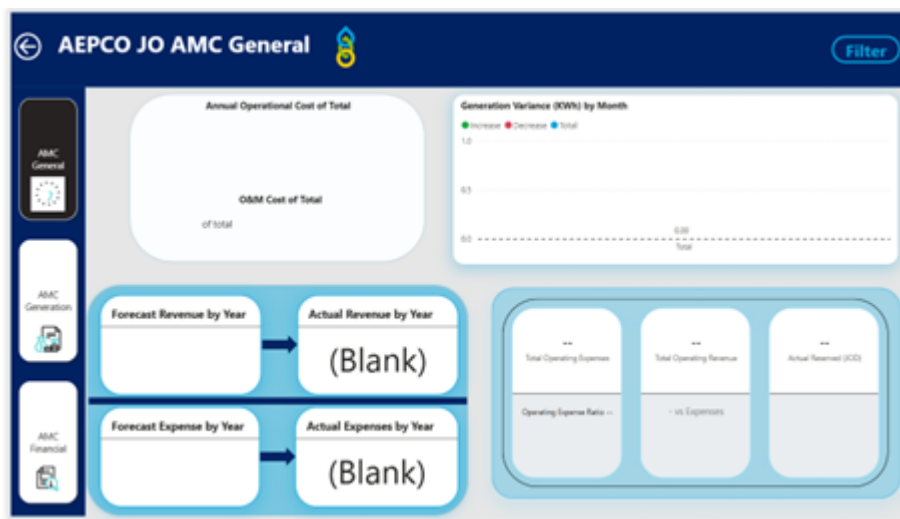 AEPCO JO AMC General
Filter
AMC
General
AMC
Generation
AMC
Financial
Annual Operational Cost of Total
O&M Cost of Total
of total
Generation Variance (KWh) by Month
Increase Decrease Total
1.0
0.5
0.0
0.00
Total
Forecast Revenue by Year
Actual Revenue by Year
(Blank)
Forecast Expense by Year
Actual Expenses by Year
(Blank)
--
Total Operating Expenses
Operating Expense Ratio --
--
Total Operating Revenue
- vs Expenses
--
Actual Reserved (JOD)